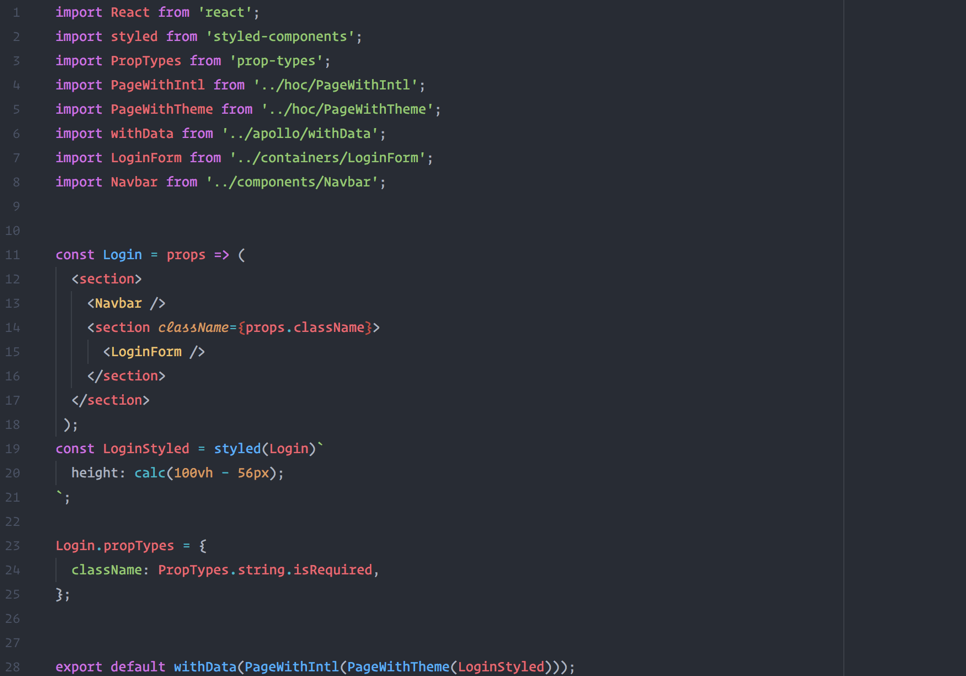 1 import React from 'react';
2 import styled from 'styled-components';
3 import PropTypes from 'prop-types';
4 import PageWithIntl from '../hoc/PageWithIntl';
5 import PageWithTheme from '../hoc/PageWithTheme';
6 import withData from '../apollo/withData';
7 import LoginForm from '../containers/LoginForm';
8 import Navbar from '../components/Navbar';
9
10
11 const Login = props => (
12   <section>
13     <Navbar />
14     <section className={props.className}>
15       <LoginForm />
16     </section>
17   </section>
18  );
19 const LoginStyled = styled(Login)`
20   height: calc(100vh - 56px);
21 `;
22
23 Login.propTypes = {
24   className: PropTypes.string.isRequired,
25 };
26
27
28 export default withData(PageWithIntl(PageWithTheme(LoginStyled)));